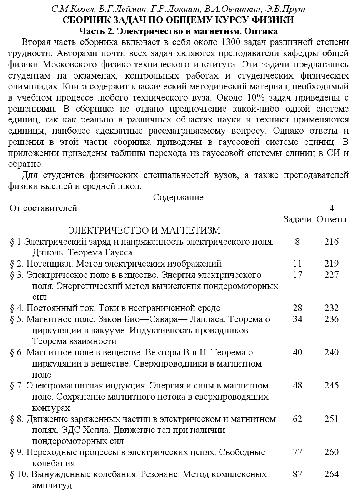 С.М.Козел, В.Г.Лейман, Г.Р.Локшин, В.А.Овчинкин, Э.В.Прут
СБОРНИК ЗАДАЧ ПО ОБЩЕМУ КУРСУ ФИЗИКИ
Часть 2. Электричество и магнетизм. Оптика
Вторая часть сборника включает в себя около 1300 задач различной степени
трудности. Авторами почти всех задач являются преподаватели кафедры общей
физики Московского физико-технического института. Эти задачи предлагались
студентам на экзаменах, контрольных работах и студенческих физических
олимпиадах. Книга содержит классический методический материал, необходимый
в учебном процессе любого технического вуза. Около 10% задач приведены с
решениями. В сборнике не отдано предпочтение какой-либо одной системе
единиц, так как реально в различных областях науки и техники применяются
единицы, наиболее адекватные рассматриваемому вопросу. Однако ответы и
решения в этой части сборника приведены в гауссовой системе единиц. В
приложении приведены таблицы перехода из гауссовой системы единиц в СИ и
обратно.
Для студентов физических специальностей вузов, а также преподавателей
физики высшей и средней школ.
Содержание
От составителей 4
Задачи Ответы
ЭЛЕКТРИЧЕСТВО И МАГНЕТИЗМ
§ 1. Электрический заряд и напряженность электрического поля. 8 216
Диполь. Теорема Гаусса
§ 2. Потенциал. Метод электрических изображений 11 219
§ 3. Электрическое поле в веществе. Энергия электрического 17 227
поля. Энергетический метод вычисления пондеромоторных
сил
§ 4. Постоянный ток. Токи в неограниченной среде 28 232
§ 5. Магнитное поле. Закон Био—Савара— Лапласа. Теорема о 34 236
циркуляции в вакууме. Индуктивность проводников.
Теорема взаимности
§ 6. Магнитное поле в веществе. Векторы В и Н. Теорема о 40 240
циркуляции в веществе. Сверхпроводники в магнитном
поле
§ 7. Электромагнитная индукция. Энергия и силы в магнитном 48 245
поле. Сохранение магнитного потока в сверхпроводящих
контурах
§ 8. Движение заряженных частиц в электрическом и магнитном 62 251
полях. ЭДС Холла. Движение тел при наличии
пондеромоторных сил
§ 9. Переходные процессы в электрических цепях. Свободные 77 260
колебания
§ 10. Вынужденные колебания. Резонанс. Метод комплексных 87 264
амплитуд